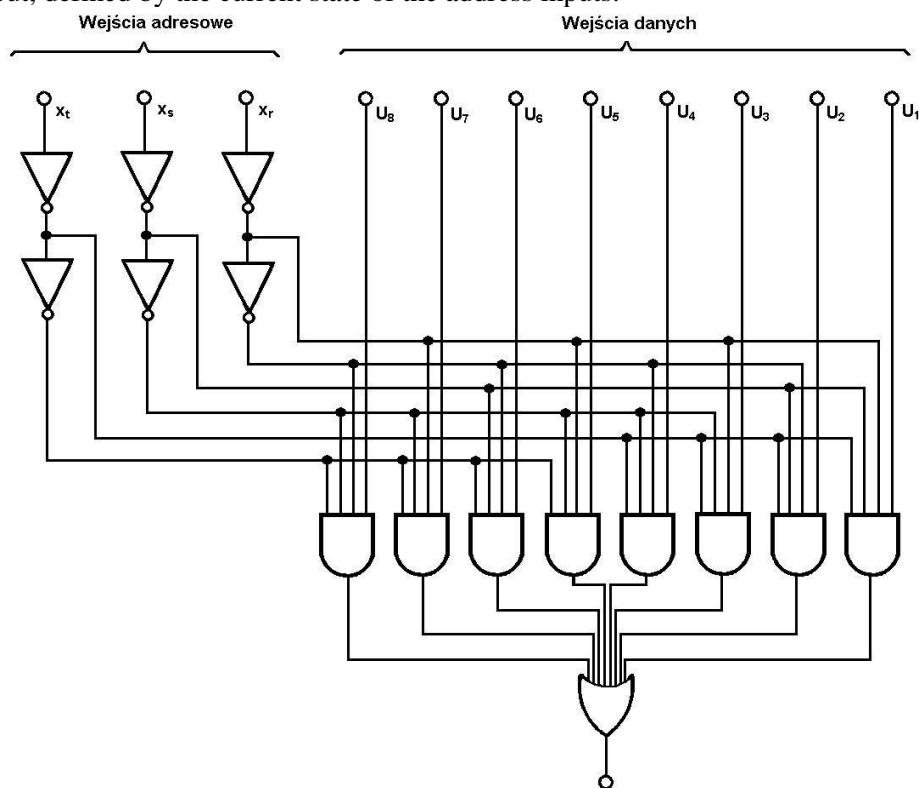 out, defined by the current state of the address inputs.
Wejścia adresowe Wejścia danych
xt xs xr U8 U7 U6 U5 U4 U3 U2 U1